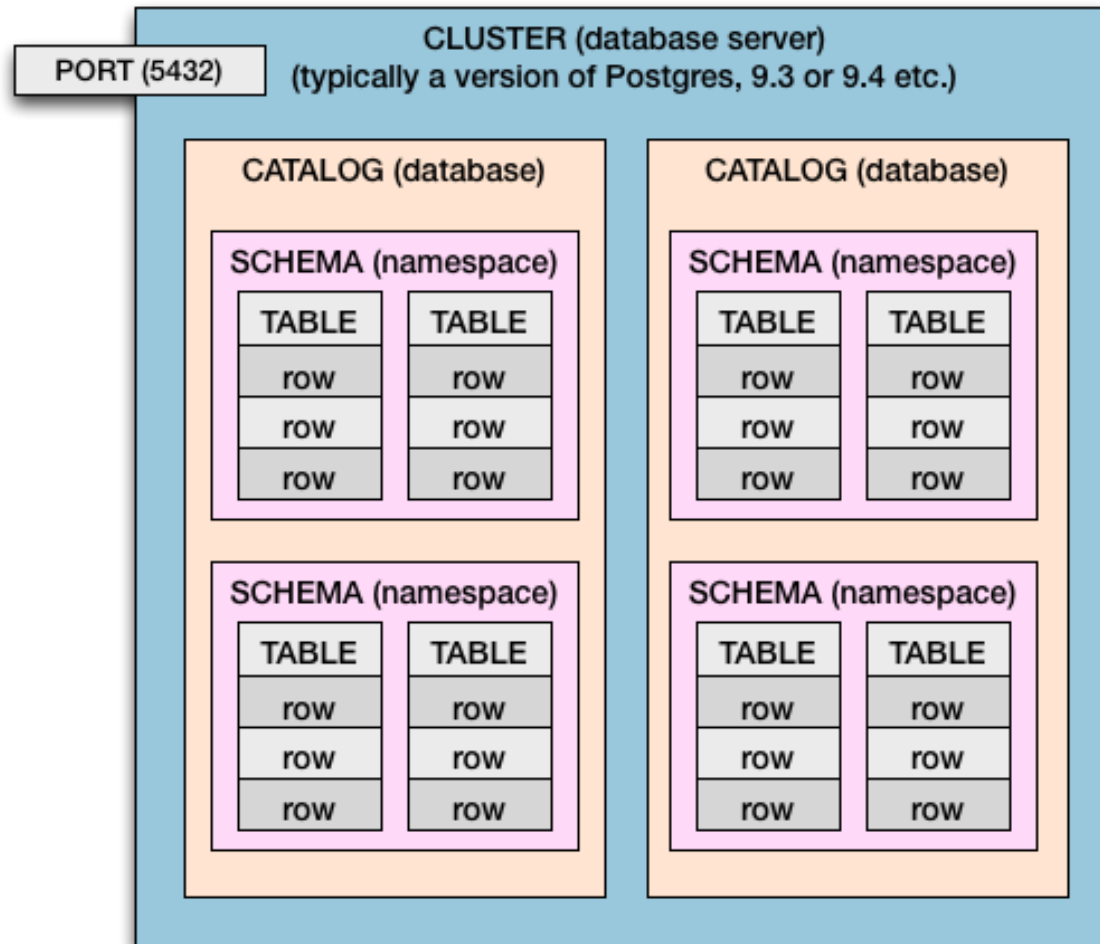 CLUSTER (database server)
PORT (5432)
(typically a version of Postgres, 9.3 or 9.4 etc.)
CATALOG (database)
SCHEMA (namespace)
TABLE TABLE
row row
row row
row row
SCHEMA (namespace)
TABLE TABLE
row row
row row
row row
CATALOG (database)
SCHEMA (namespace)
TABLE TABLE
row row
row row
row row
SCHEMA (namespace)
TABLE TABLE
row row
row row
row row